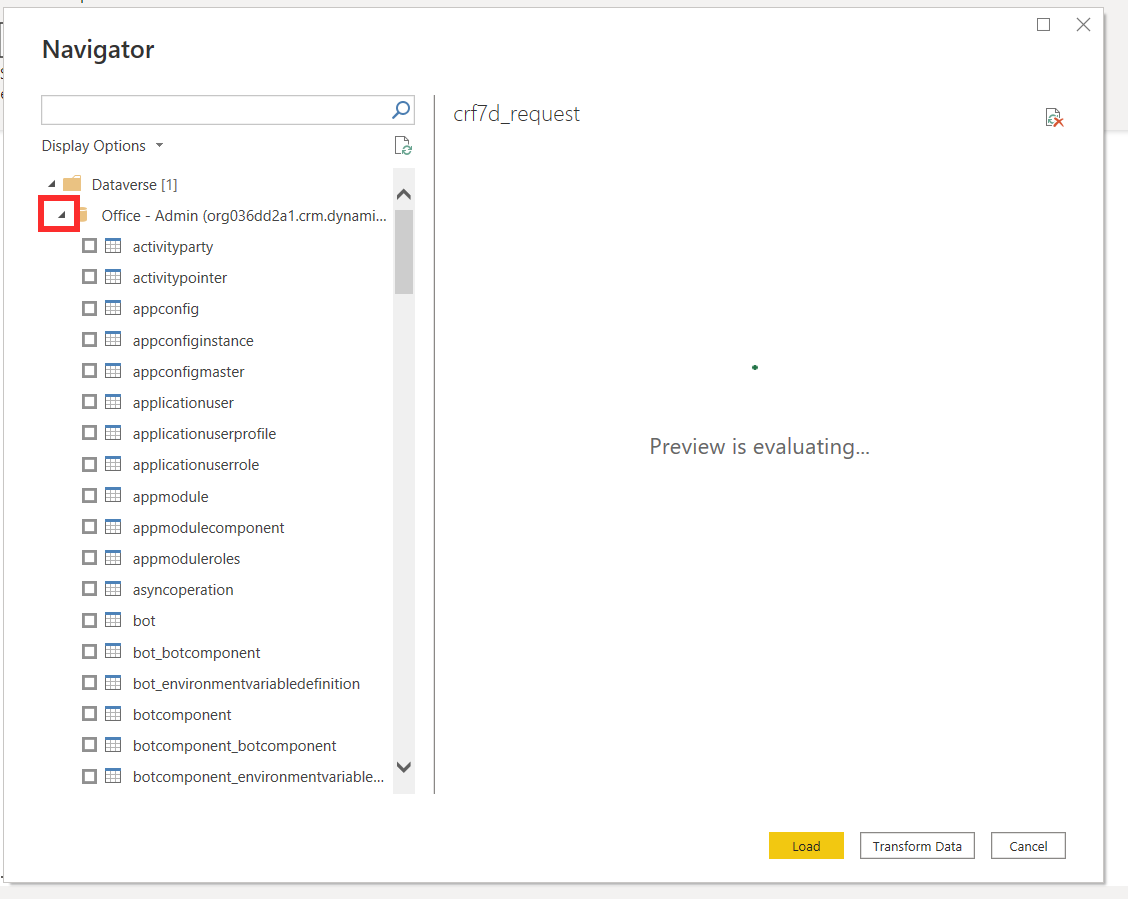 Navigator
crf7d_request
Display Options
Dataverse [1]
Office - Admin (org036dd2a1.crm.dynami...
activityparty
activitypointer
appconfig
appconfiginstance
appconfigmaster
applicationuser
applicationuserprofile
applicationuserrole
appmodule
appmodulecomponent
appmoduleroles
asyncoperation
bot
bot_botcomponent
bot_environmentvariabledefinition
botcomponent
botcomponent_botcomponent
botcomponent_environmentvariable...
Preview is evaluating...
Load
Transform Data
Cancel